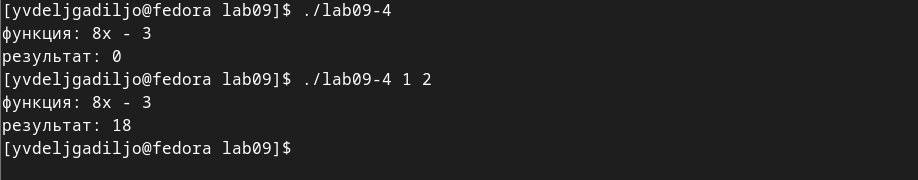 [yvdeljgadiljo@fedora lab09]$ ./lab09-4
функция: 8x - 3
результат: 0
[yvdeljgadiljo@fedora lab09]$ ./lab09-4 1 2
функция: 8x - 3
результат: 18
[yvdeljgadiljo@fedora lab09]$